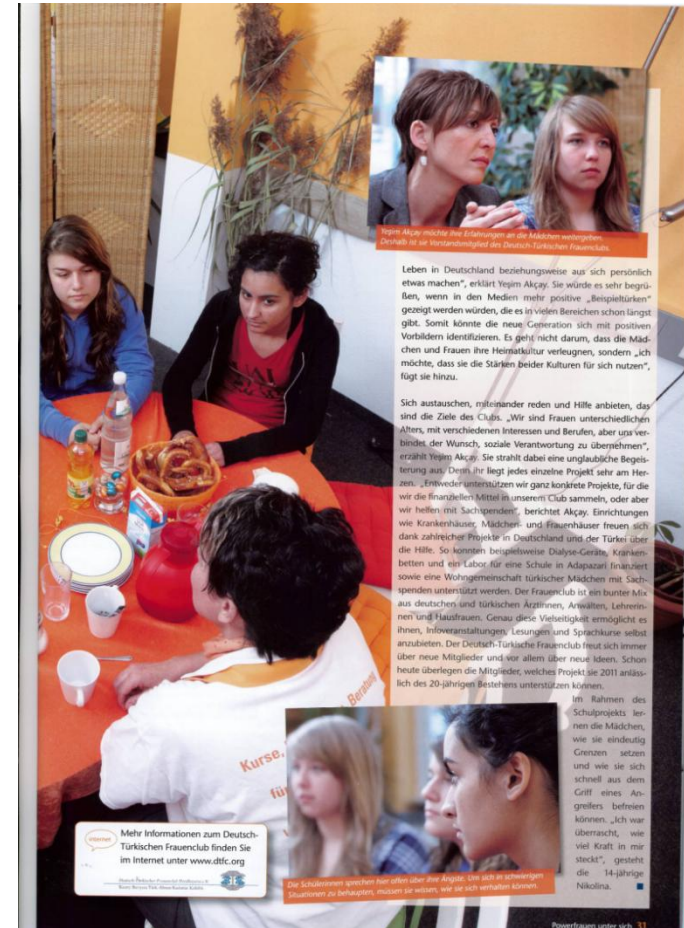 Yeşim Akçay möchte ihre Erfahrungen an die Mädchen weitergeben.
Deshalb ist sie Vorstandsmitglied des Deutsch-Türkischen Frauenclubs.
Leben in Deutschland beziehungsweise aus sich persönlich
etwas machen“, erklärt Yeşim Akçay. Sie würde es sehr begrü-
ßen, wenn in den Medien mehr positive „Beispieltürken“
gezeigt werden würden, die es in vielen Bereichen schon längst
gibt. Somit könnte die neue Generation sich mit positiven
Vorbildern identifizieren. Es geht nicht darum, dass die Mäd-
chen und Frauen ihre Heimatkultur verleugnen, sondern „ich
möchte, dass sie die Stärken beider Kulturen für sich nutzen“,
fügt sie hinzu.
Sich austauschen, miteinander reden und Hilfe anbieten, das
sind die Ziele des Clubs. „Wir sind Frauen unterschiedlichen
Alters, mit verschiedenen Interessen und Berufen, aber uns ver-
bindet der Wunsch, soziale Verantwortung zu übernehmen“,
erzählt Yeşim Akçay. Sie strahlt dabei eine unglaubliche Begeis-
terung aus. Denn ihr liegt jedes einzelne Projekt sehr am Her-
zen. „Entweder unterstützen wir ganz konkrete Projekte, für die
wir die finanziellen Mittel in unserem Club sammeln, oder aber
wir helfen mit Sachspenden“, berichtet Akçay. Einrichtungen
wie Krankenhäuser, Mädchen- und Frauenhäuser freuen sich
dank zahlreicher Projekte in Deutschland und der Türkei über
die Hilfe. So konnten beispielsweise Dialyse-Geräte, Kranken-
betten und ein Labor für eine Schule in Adapazari finanziert
sowie eine Wohngemeinschaft türkischer Mädchen mit Sach-
spenden unterstützt werden. Der Frauenclub ist ein bunter Mix
aus deutschen und türkischen Ärztinnen, Anwälten, Lehrerin-
nen und Hausfrauen. Genau diese Vielseitigkeit ermöglicht es
ihnen, Infoveranstaltungen, Lesungen und Sprachkurse selbst
anzubieten. Der Deutsch-Türkische Frauenclub freut sich immer
über neue Mitglieder und vor allem über neue Ideen. Schon
heute überlegen die Mitglieder, welches Projekt sie 2011 anläss-
lich des 20-jährigen Bestehens unterstützen können.
Im Rahmen des
Schulprojekts ler-
nen die Mädchen,
wie sie eindeutig
Grenzen setzen
und wie sie sich
schnell aus dem
Griff eines An-
greifers befreien
können. „Ich war
überrascht, wie
viel Kraft in mir
steckt“, gesteht
die 14-jährige
Nikolina.
Kurse, Beratung
für
internet
Mehr Informationen zum Deutsch-
Türkischen Frauenclub finden Sie
im Internet unter www.dtfc.org
Die Schülerinnen sprechen hier offen über ihre Ängste. Um sich in schwierigen
Situationen zu behaupten, müssen sie wissen, wie sie sich verhalten können.
Powerfrauen unter sich 31